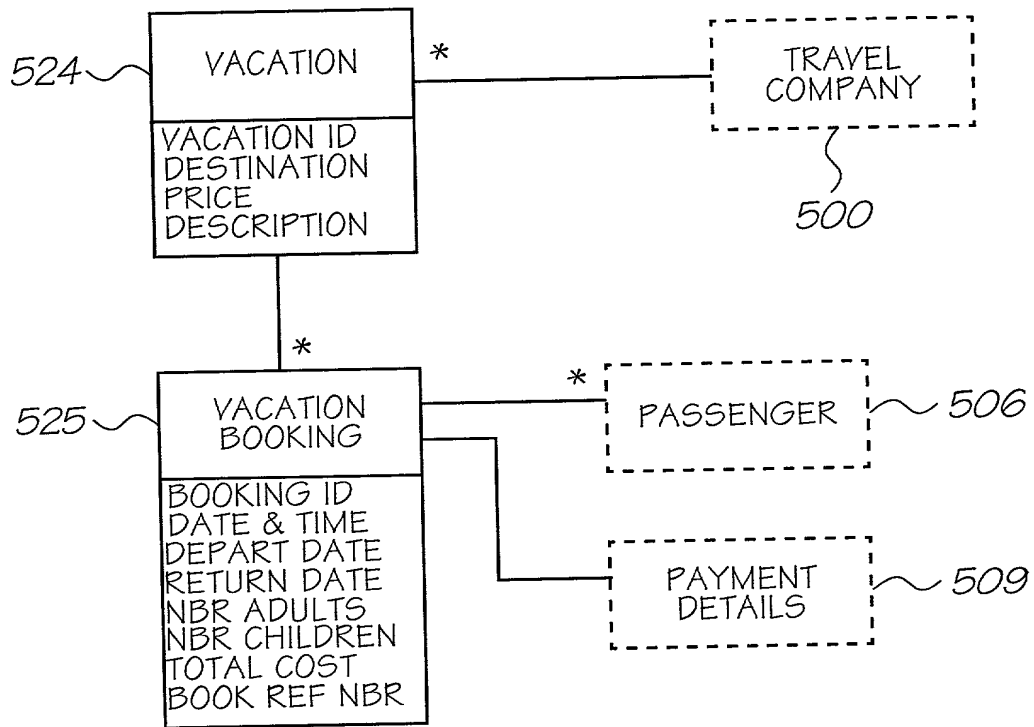 524
VACATION
*
TRAVEL
COMPANY
500
VACATION ID
DESTINATION
PRICE
DESCRIPTION
*
525
VACATION
BOOKING
*
PASSENGER
506
BOOKING ID
DATE & TIME
DEPART DATE
RETURN DATE
NBR ADULTS
NBR CHILDREN
TOTAL COST
BOOK REF NBR
PAYMENT
DETAILS
509